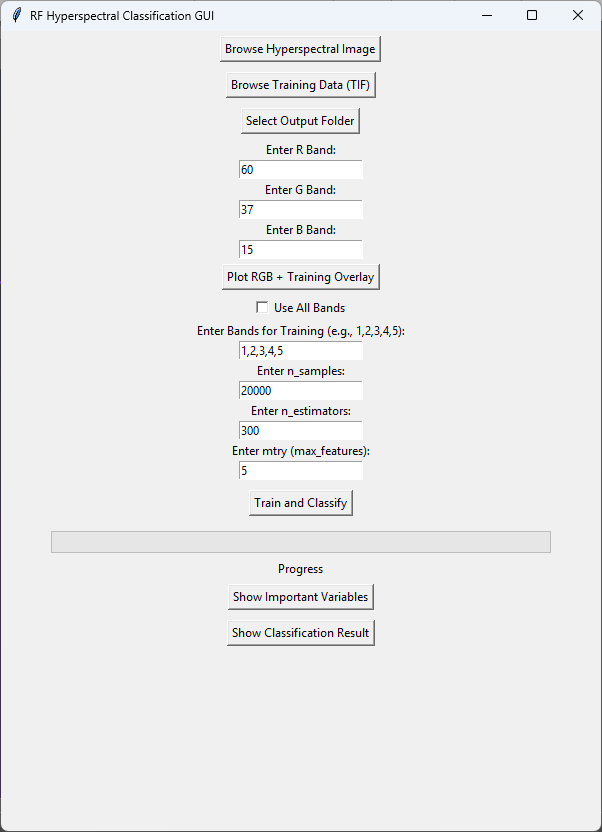 RF Hyperspectral Classification GUI
Browse Hyperspectral Image
Browse Training Data (TIF)
Select Output Folder
Enter R Band:
60
Enter G Band:
37
Enter B Band:
15
Plot RGB + Training Overlay
Use All Bands
Enter Bands for Training (e.g., 1,2,3,4,5):
1,2,3,4,5
Enter n_samples:
20000
Enter n_estimators:
300
Enter mtry (max_features):
5
Train and Classify
Progress
Show Important Variables
Show Classification Result